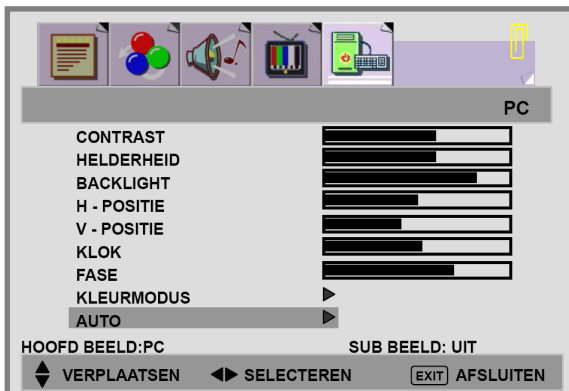 PC
CONTRAST
HELDERHEID
BACKLIGHT
H - POSITIE
V - POSITIE
KLOK
FASE
KLEURMODUS
AUTO
HOOFD BEELD:PC SUB BEELD: UIT
VERPLAATSEN SELECTEREN EXIT AFSLUITEN